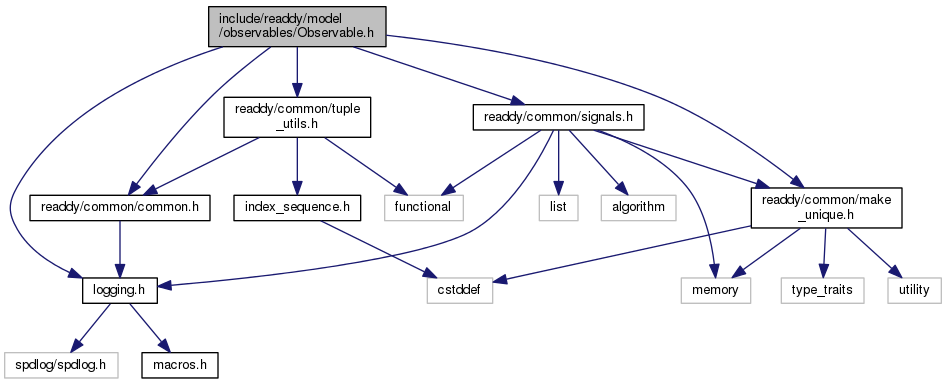 include/readdy/model
/observables/Observable.h
readdy/common/tuple
_utils.h
readdy/common/signals.h
readdy/common/common.h
index_sequence.h
functional
list
algorithm
readdy/common/make
_unique.h
logging.h
cstddef
memory
type_traits
utility
spdlog/spdlog.h
macros.h